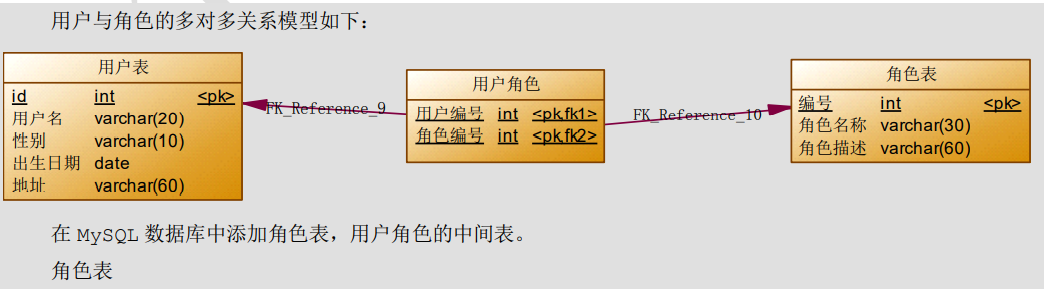 用户与角色的多对多关系模型如下：
用户表
id int <pk>
用户名 varchar(20)
性别 varchar(10)
出生日期 date
地址 varchar(60)
FK_Reference_9
用户角色
用户编号 int <pk,fk1>
角色编号 int <pk,fk2>
FK_Reference_10
角色表
编号 int <pk>
角色名称 varchar(30)
角色描述 varchar(60)
在 MySQL 数据库中添加角色表，用户角色的中间表。
角色表